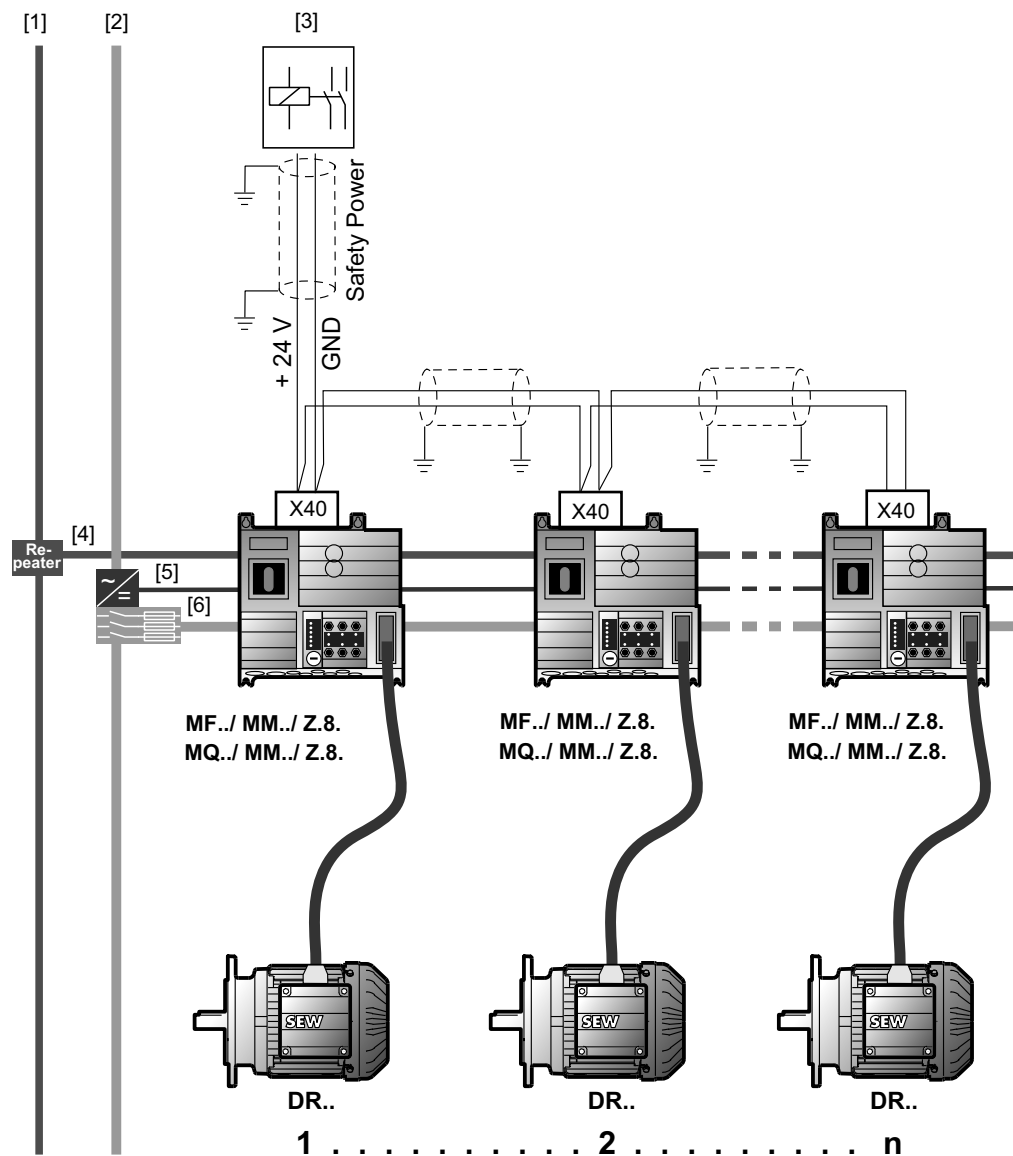 [1]
[2]
[3]
Safety Power
+ 24 V
GND
X40
X40
X40
[4]
Re-
peater
[5]
~
=
[6]
MF../ MM../ Z.8.
MQ../ MM../ Z.8.
MF../ MM../ Z.8.
MQ../ MM../ Z.8.
MF../ MM../ Z.8.
MQ../ MM../ Z.8.
SEW
SEW
SEW
DR..
DR..
DR..
1 . . . . . . . . . . 2 . . . . . . . . . n